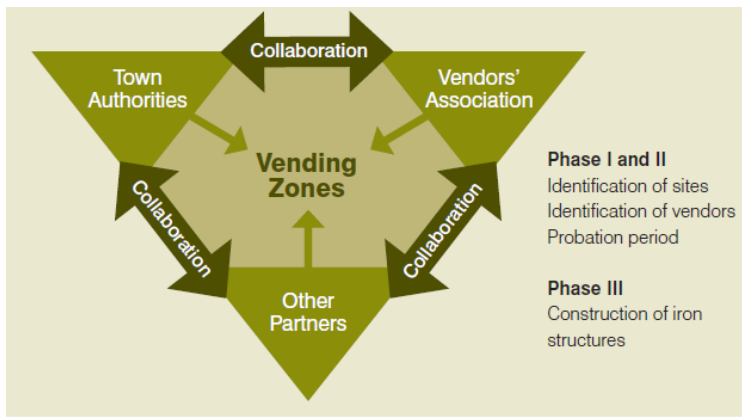 Collaboration
Town
Authorities
Vendors'
Association
Vending
Zones
Collaboration
Collaboration
Other
Partners
Phase I and II
Identification of sites
Identification of vendors
Probation period
Phase III
Construction of iron
structures